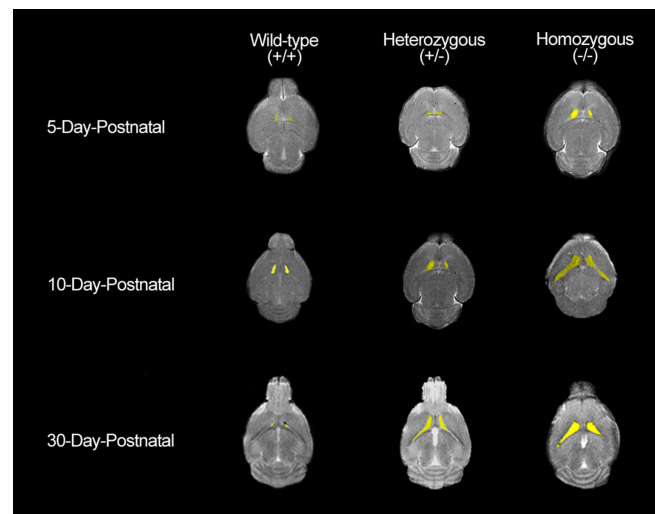 Wild-type
(+/+)
Heterozygous
(+/-)
Homozygous
(-/-)
5-Day-Postnatal
10-Day-Postnatal
30-Day-Postnatal